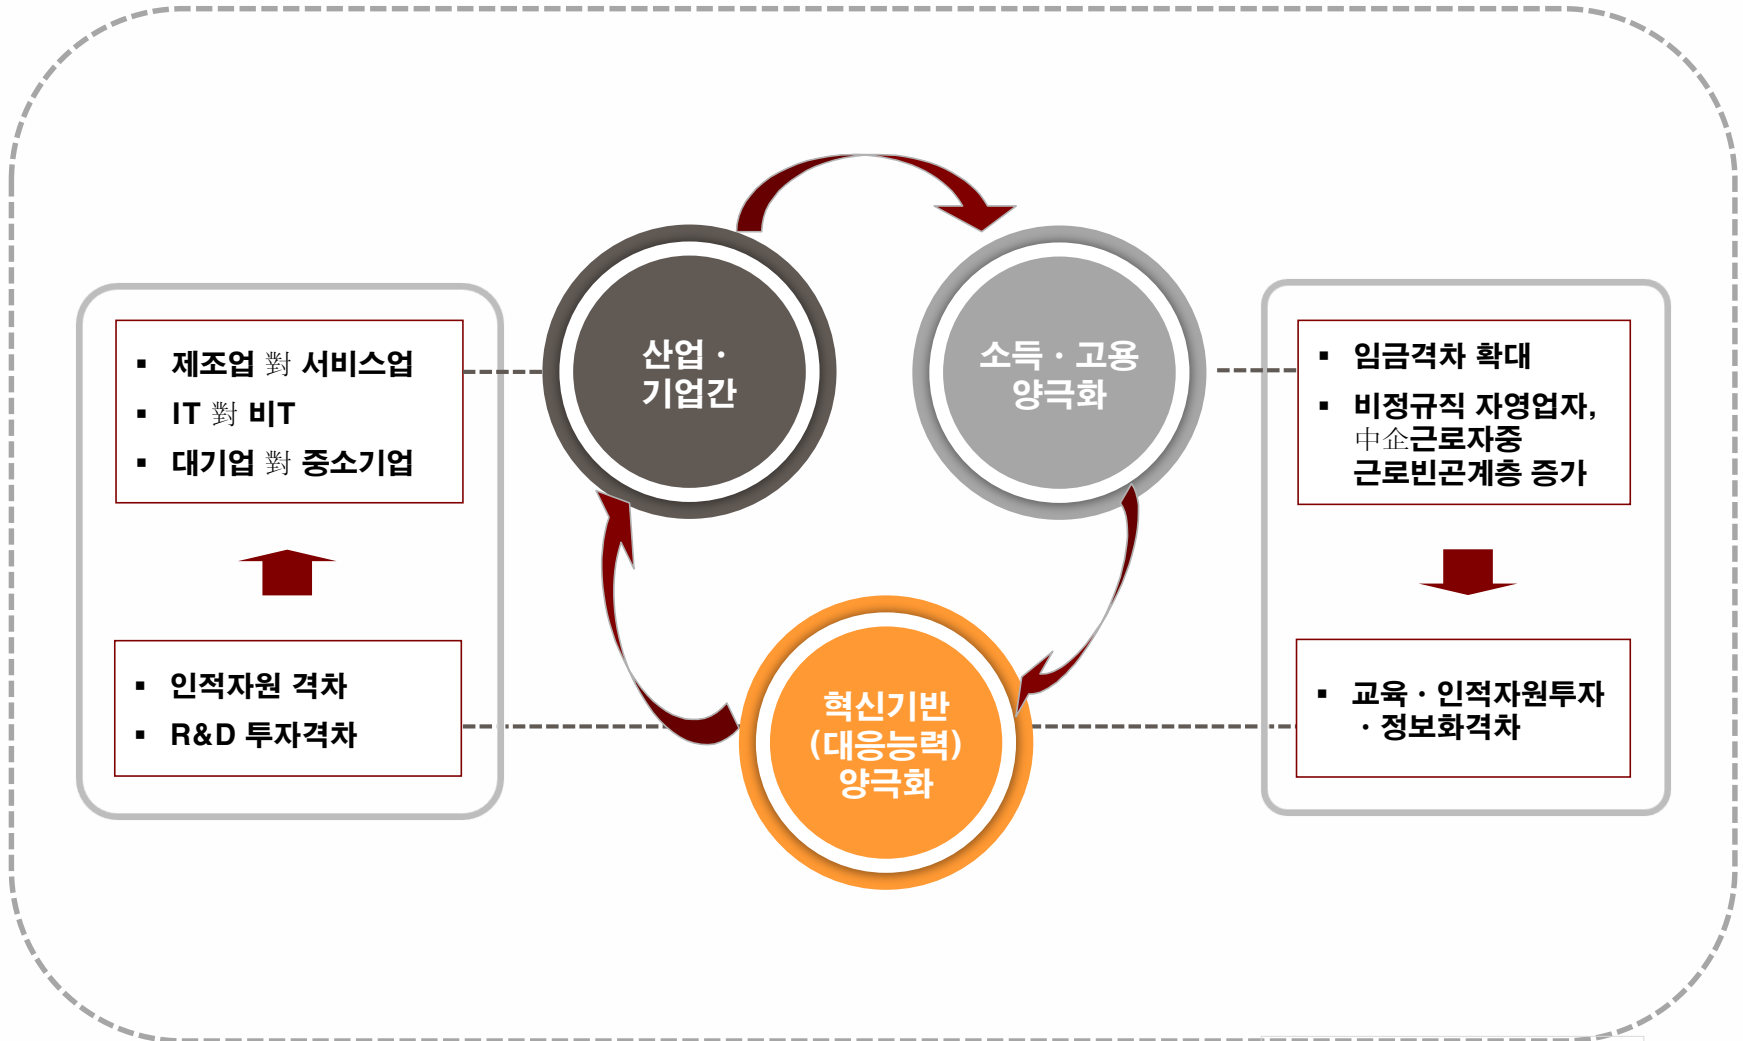 산업 ·
기업간
소득 · 고용
양극화
혁신기반
(대응능력)
양극화
▪ 제조업 對 서비스업
▪ IT 對 비T
▪ 대기업 對 중소기업
▪ 인적자원 격차
▪ R&D 투자격차
▪ 임금격차 확대
▪ 비정규직 자영업자,
中企근로자중
근로빈곤계층 증가
▪ 교육 · 인적자원투자
· 정보화격차